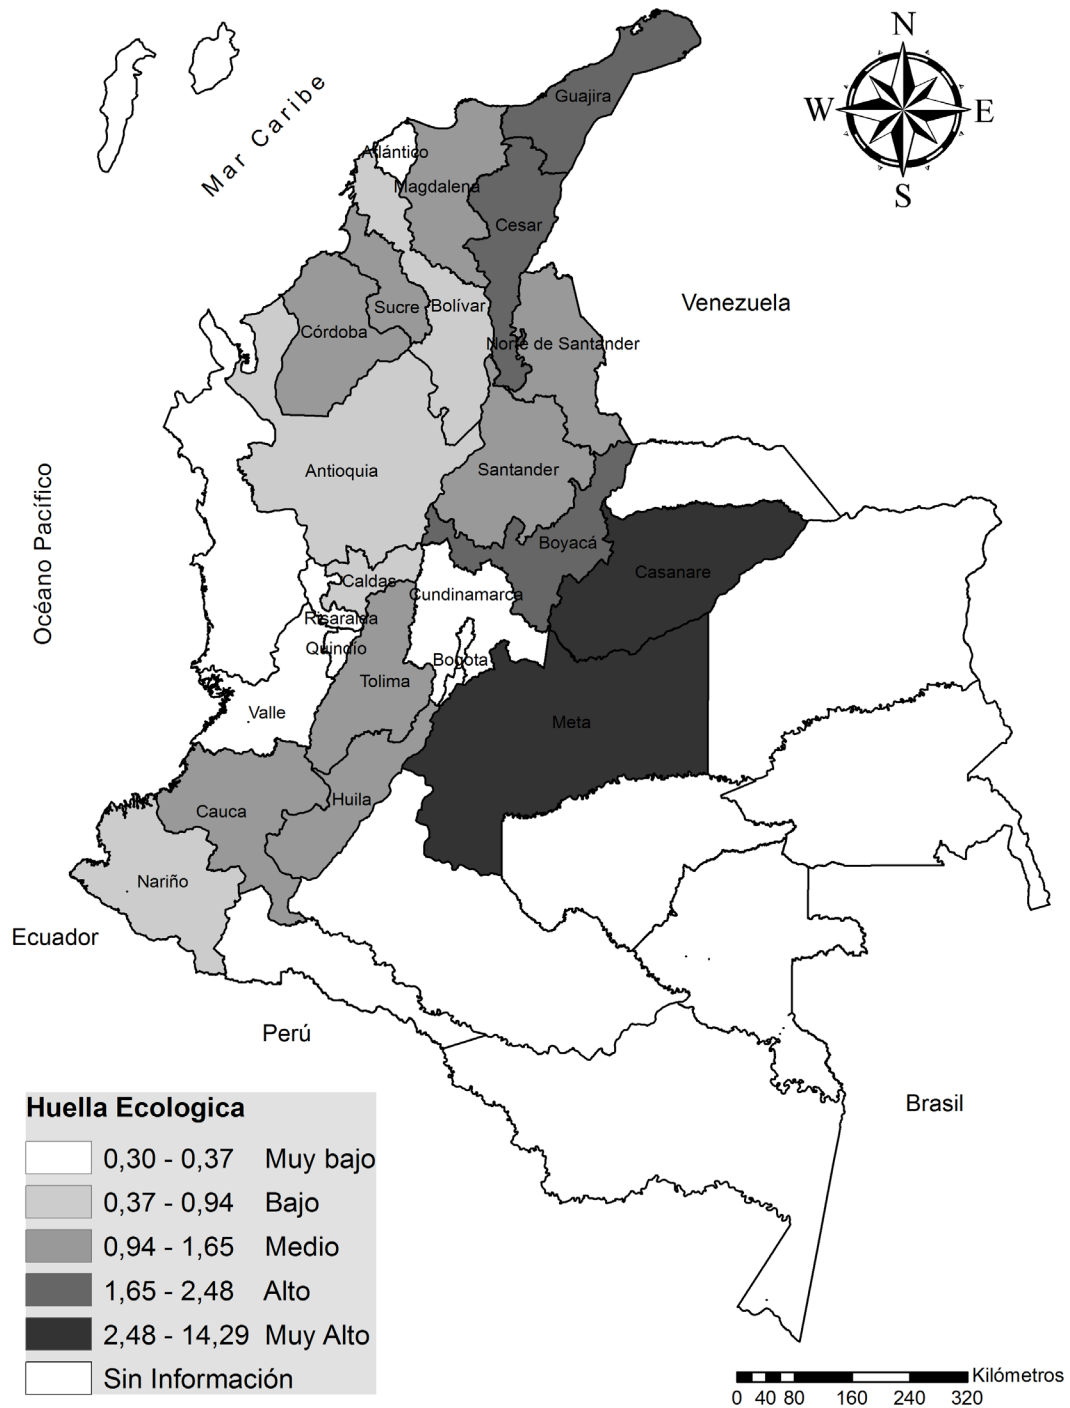 N
W
E
S
Mar Caribe
Guajira
Atlántico
Magdalena
Cesar
Venezuela
Sucre
Bolívar
Córdoba
Norte de Santander
Antioquia
Santander
Océano Pacífico
Boyacá
Casanare
Caldas
Cundinamarca
Risaralda
Quindío
Bogota
Tolima
Valle
Meta
Huila
Cauca
Nariño
Ecuador
Perú
Brasil
Huella Ecologica
0,30 - 0,37 Muy bajo
0,37 - 0,94 Bajo
0,94 - 1,65 Medio
1,65 - 2,48 Alto
2,48 - 14,29 Muy Alto
Sin Información
Kilómetros
0 40 80 160 240 320